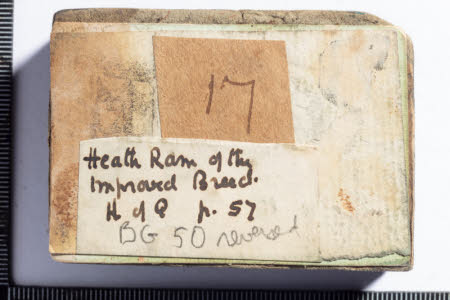 17
Heath Ram of the
Improved Breed.
H of Q p. 57
BG 50 reversed